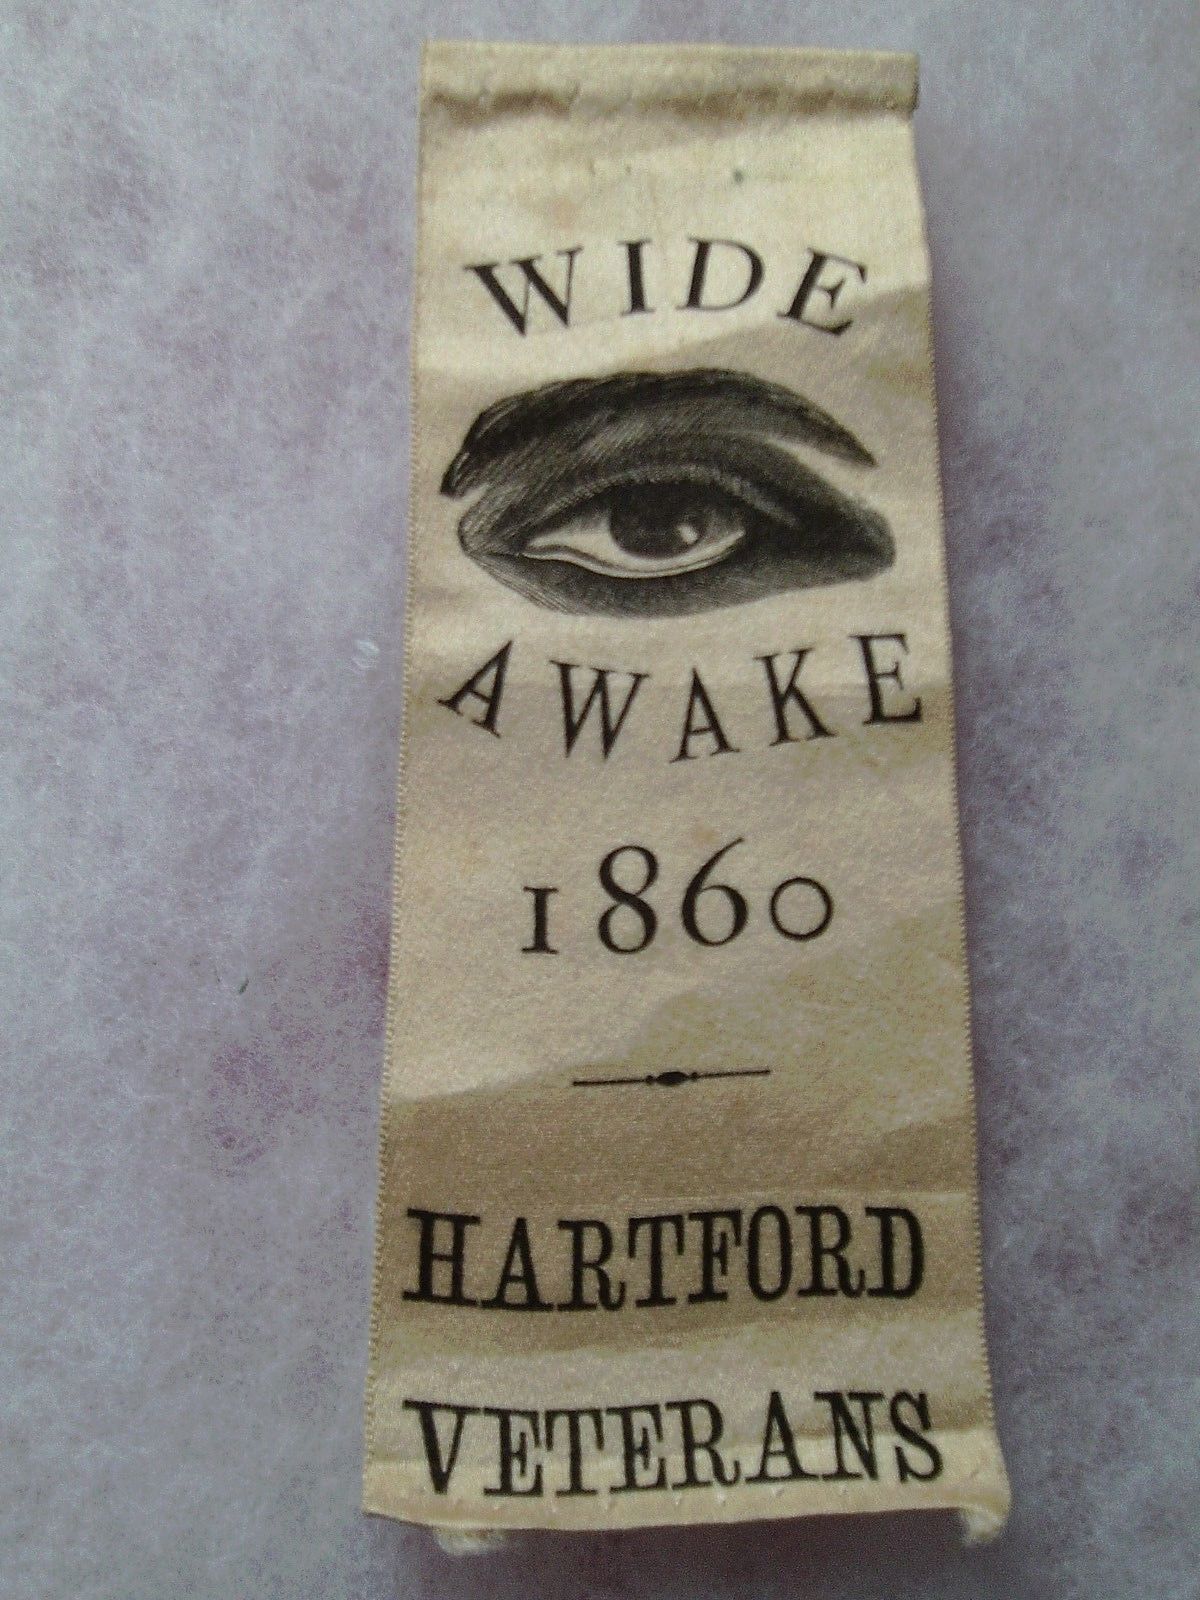 WIDE
AWAKE
1860
HARTFORD
VETERANS